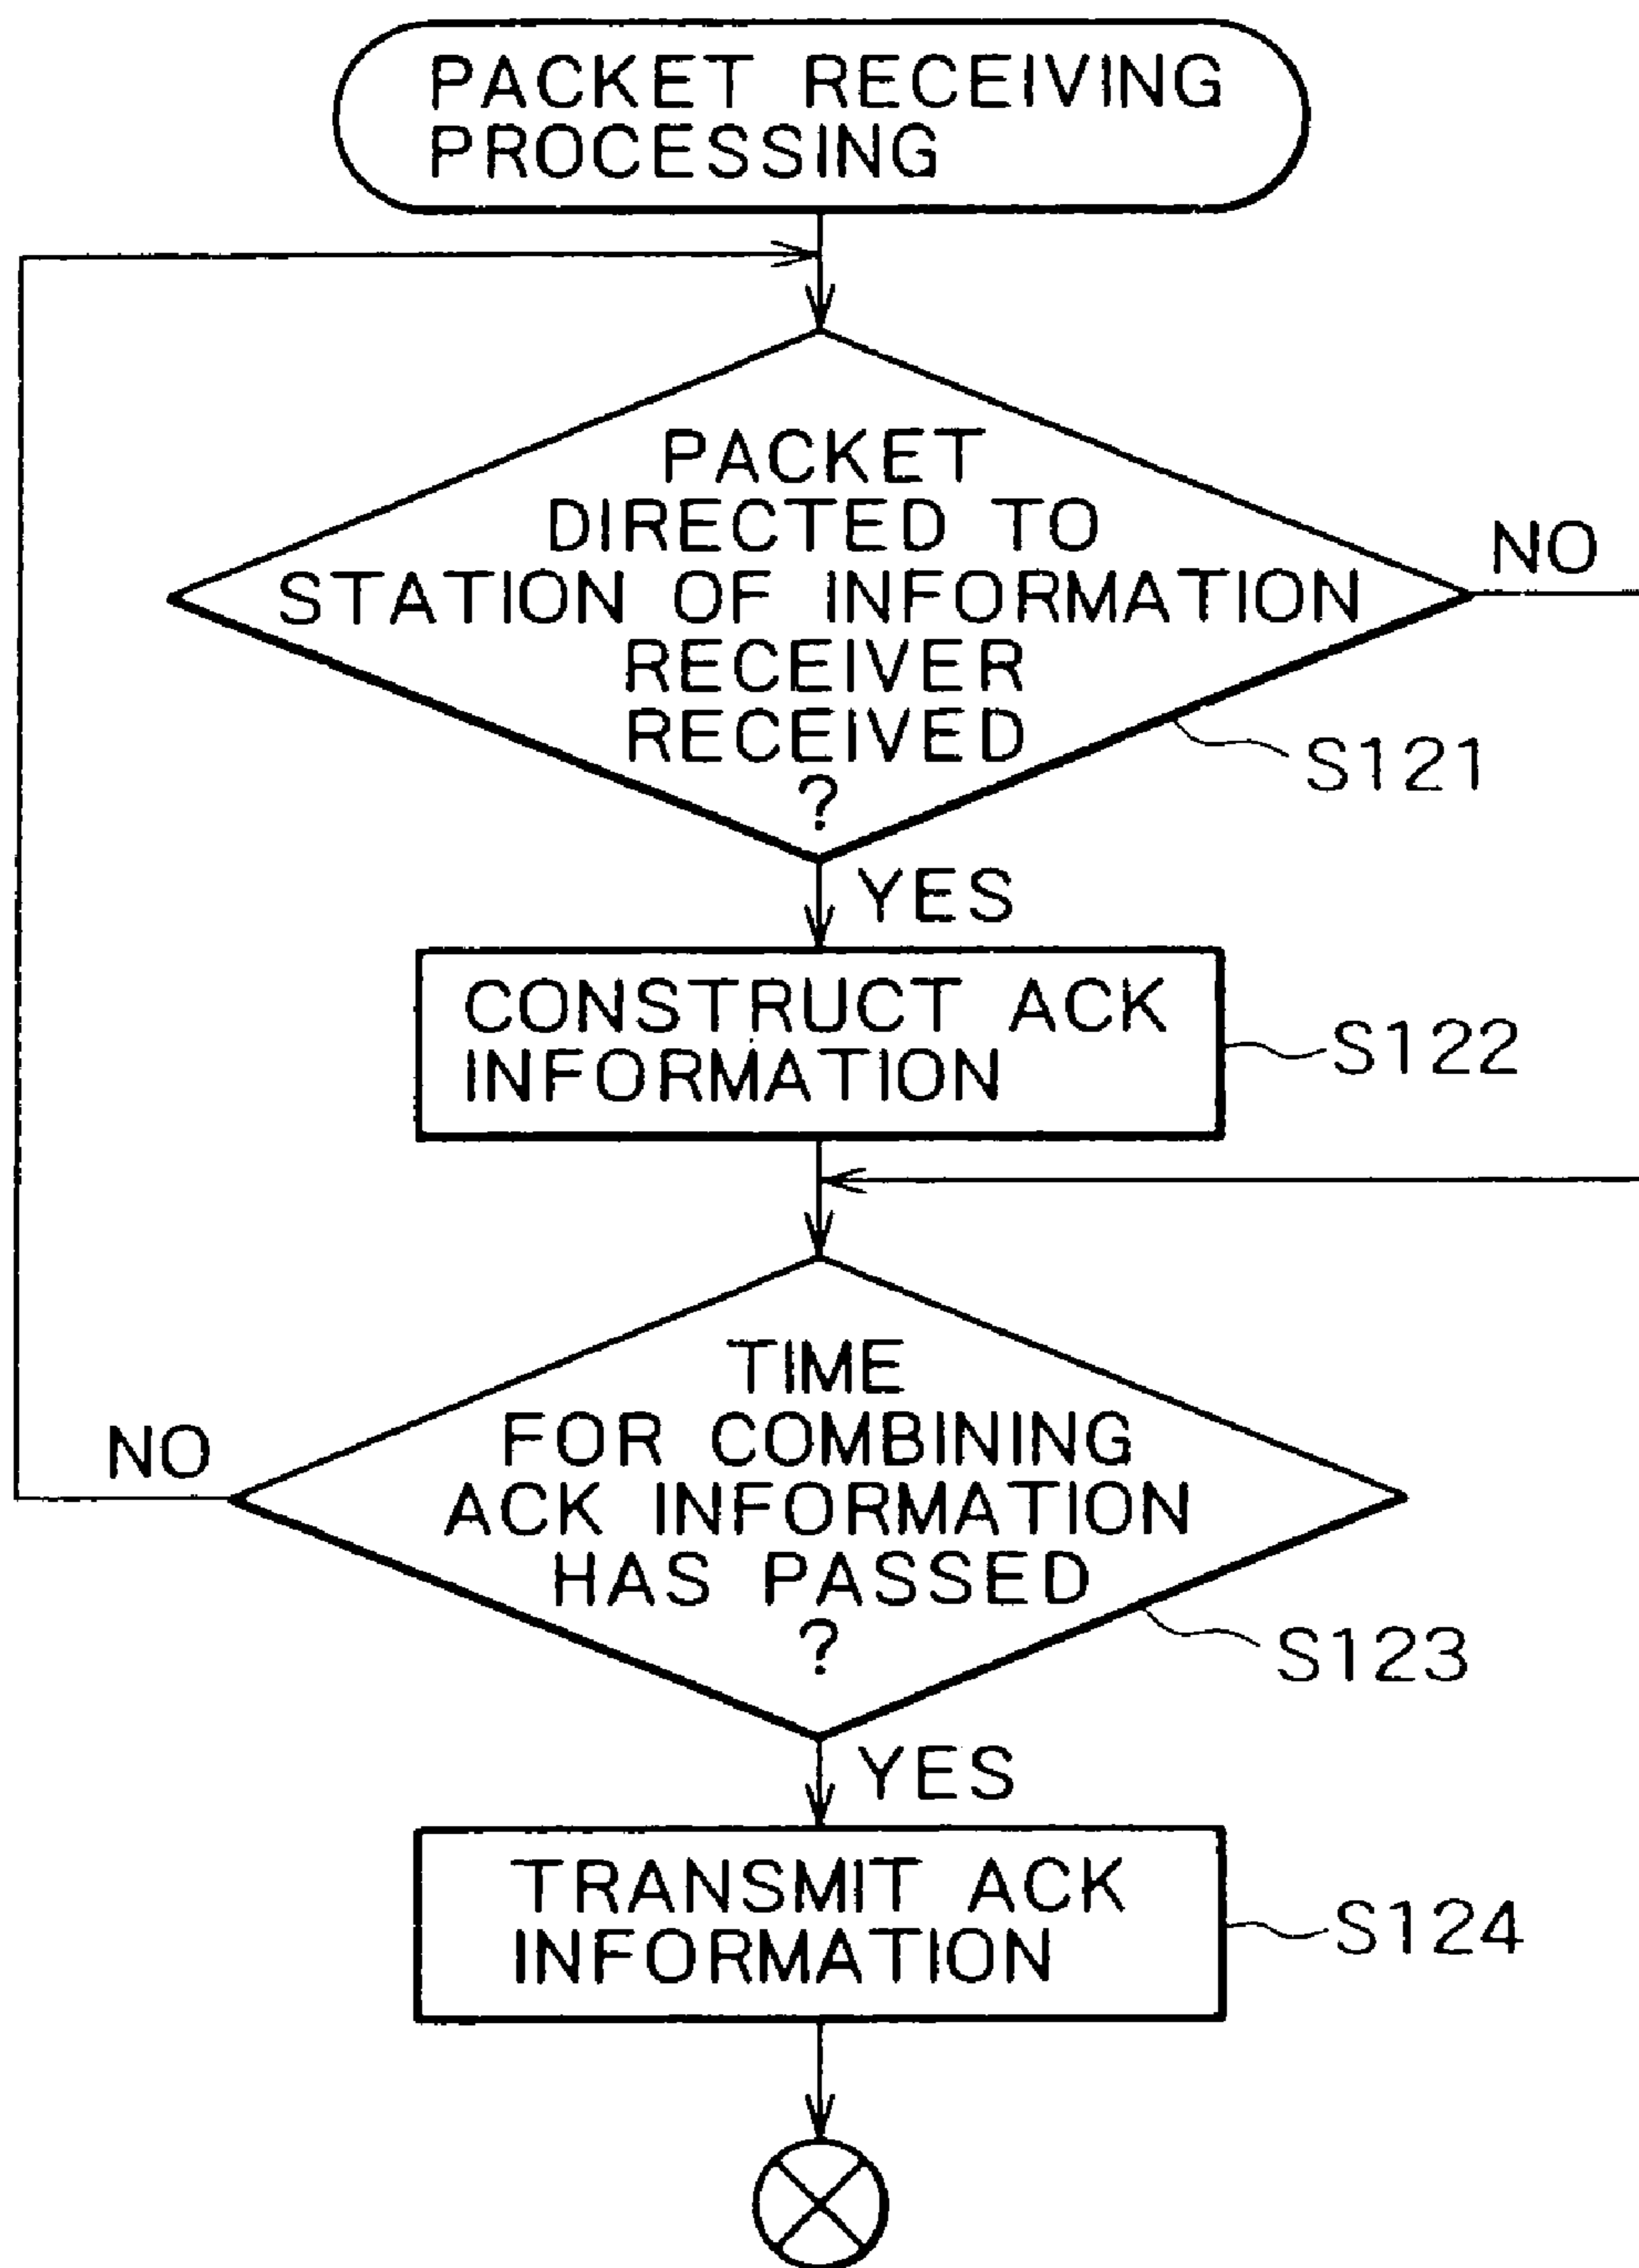 PACKET RECEIVING
PROCESSING
PACKET
DIRECTED TO
STATION OF INFORMATION
RECEIVER
RECEIVED
?
NO
S121
YES
CONSTRUCT ACK
INFORMATION
S122
TIME
FOR COMBINING
ACK INFORMATION
HAS PASSED
?
NO
S123
YES
TRANSMIT ACK
INFORMATION
S124